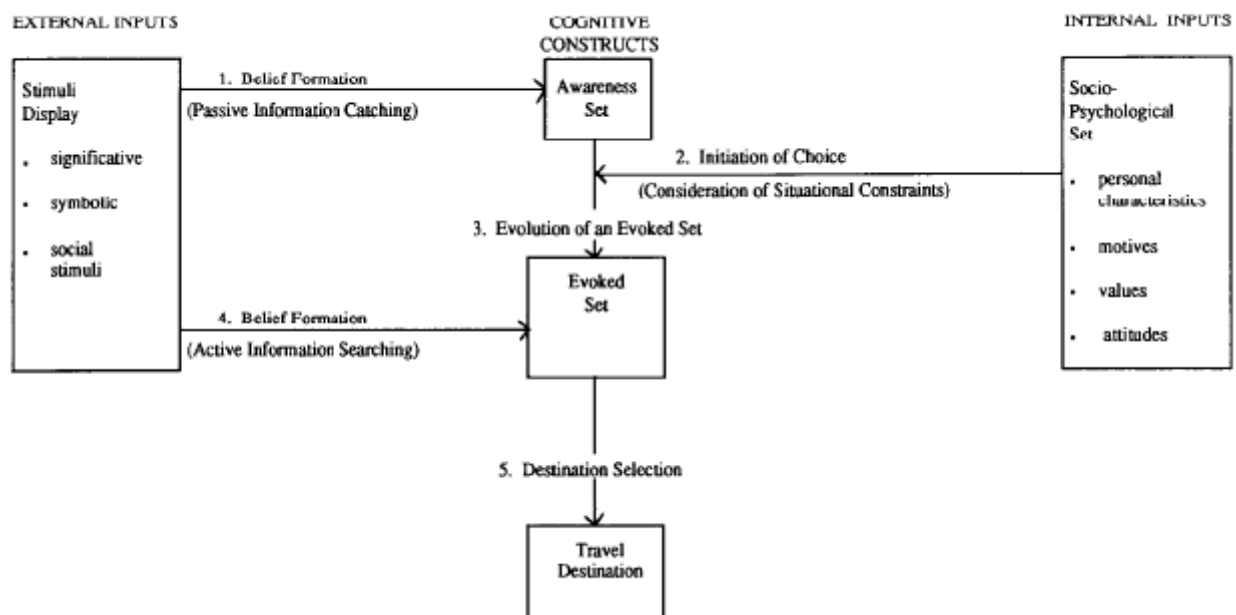 EXTERNAL INPUTS
COGNITIVE
CONSTRUCTS
INTERNAL INPUTS
Stimuli
Display
• significative
• symbolic
• social
stimuli
1. Belief Formation
(Passive Information Catching)
Awareness
Set
2. Initiation of Choice
(Consideration of Situational Constraints)
3. Evolution of an Evoked Set
Evoked
Set
4. Belief Formation
(Active Information Searching)
5. Destination Selection
Travel
Destination
Socio-
Psychological
Set
• personal
characteristics
• motives
• values
• attitudes